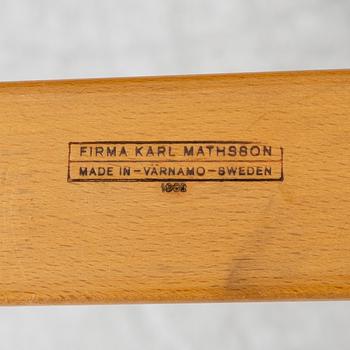 FIRMA KARL MATHSSON
MADE IN-VÄRNAMO-SWEDEN